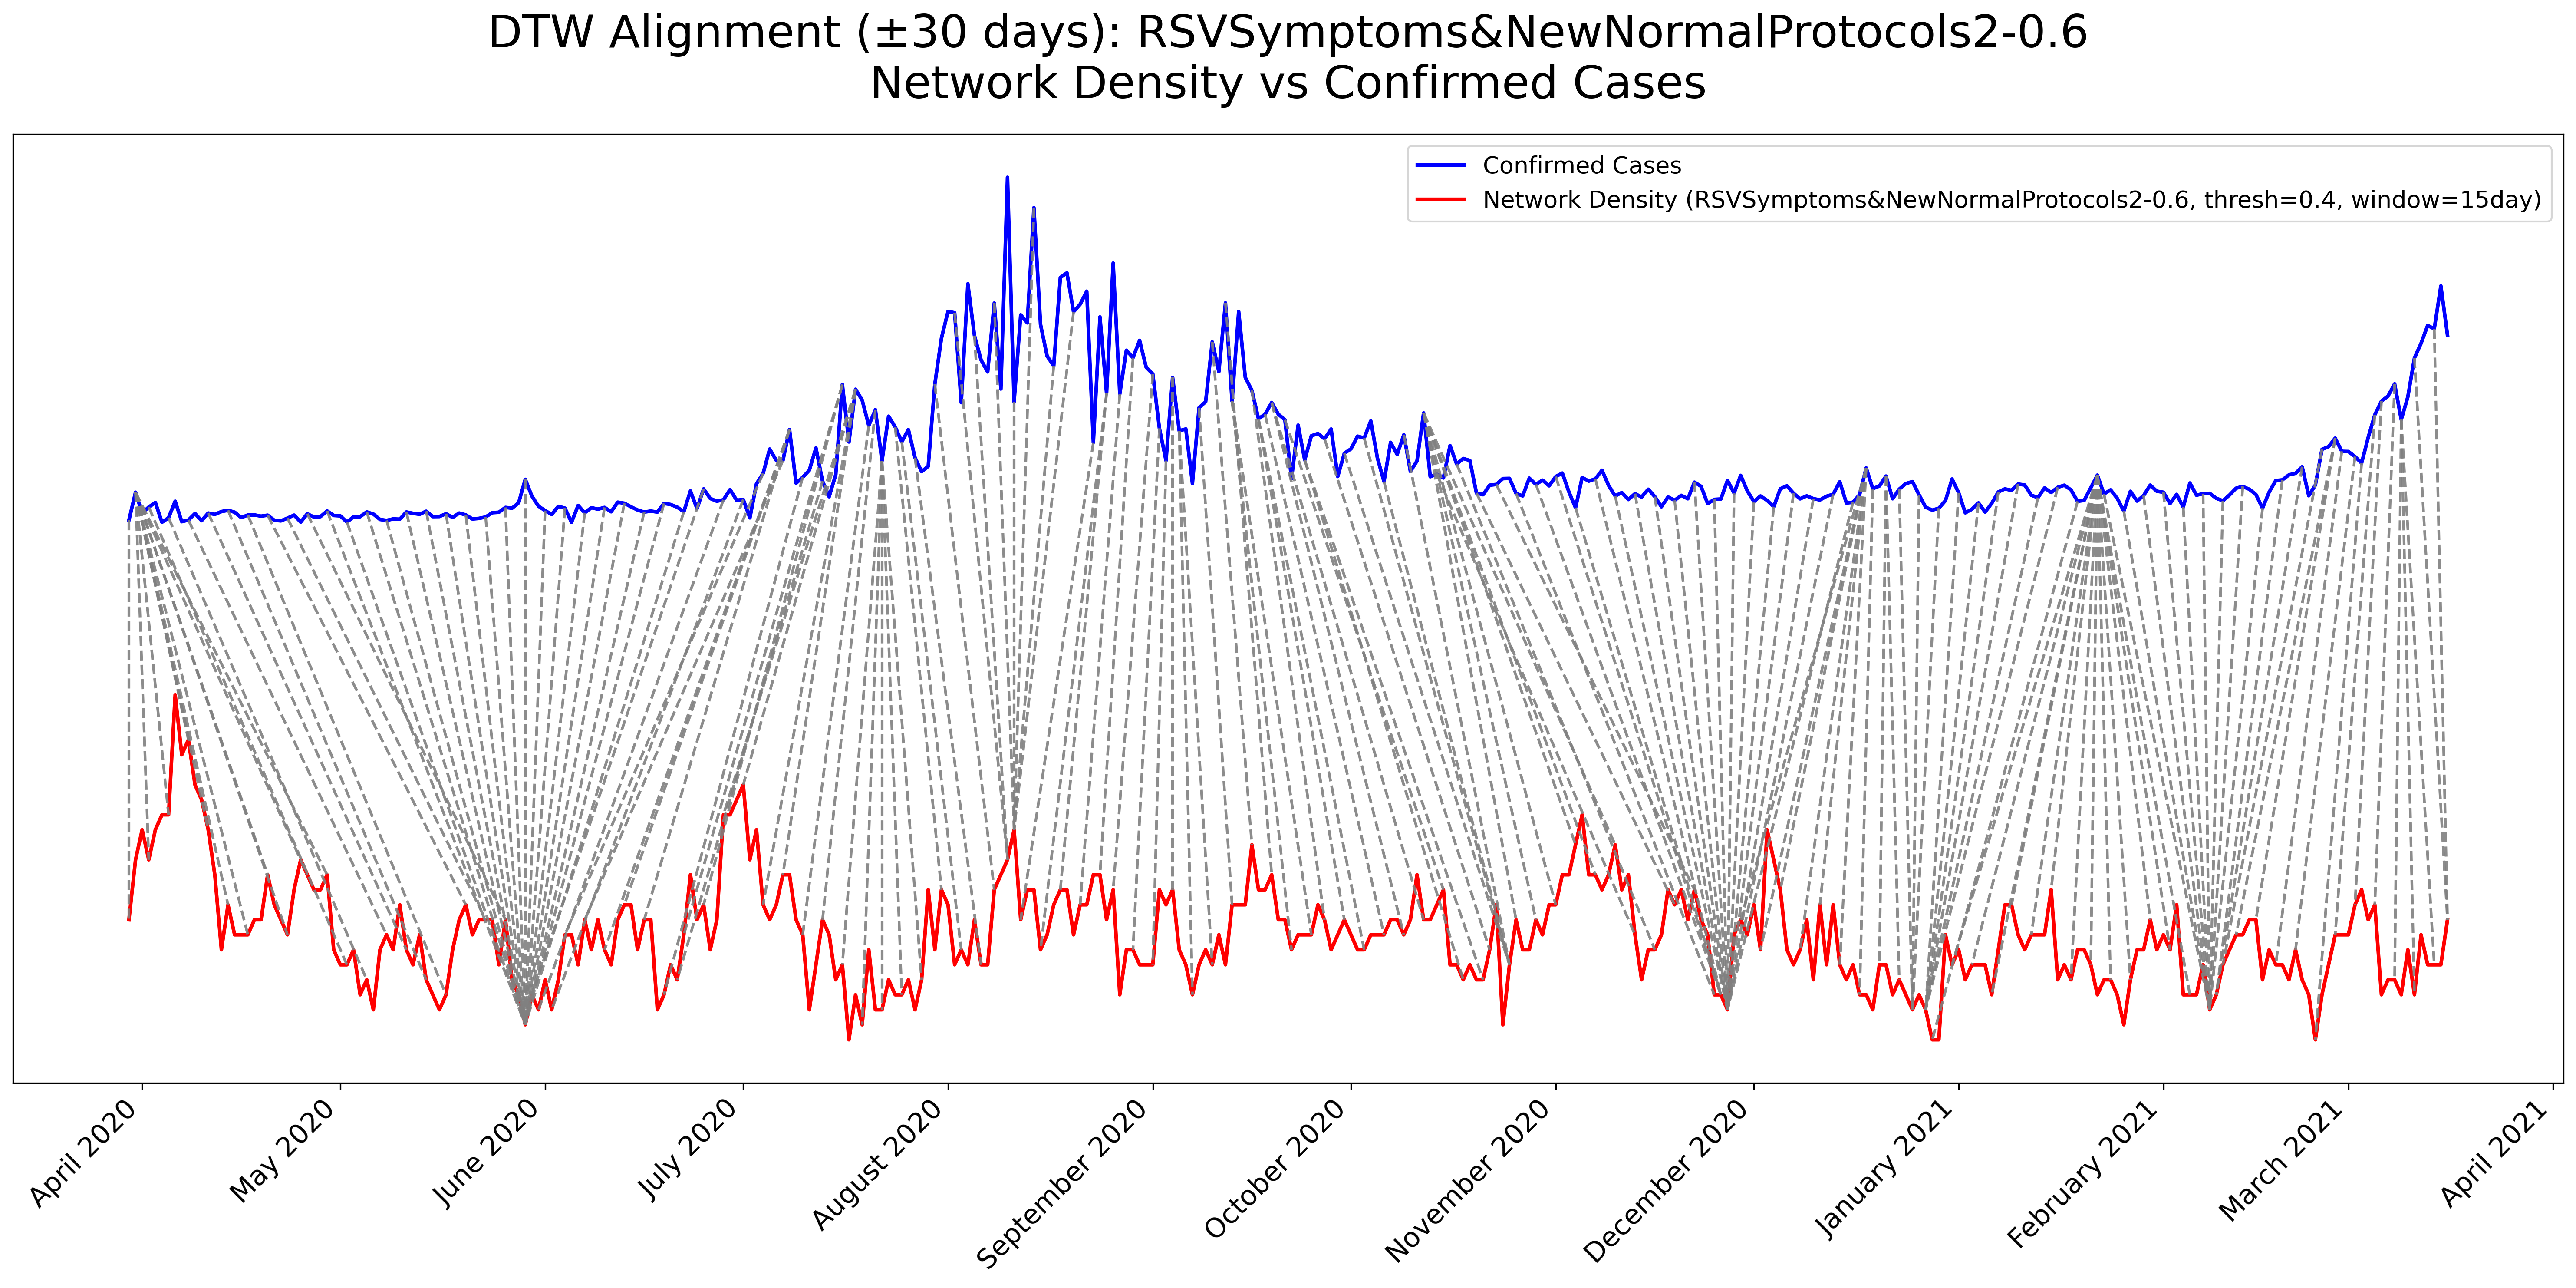 DTW Alignment (±30 days): RSVSymptoms&NewNormalProtocols2-0.6
Network Density vs Confirmed Cases
Confirmed Cases
Network Density (RSVSymptoms&NewNormalProtocols2-0.6, thresh=0.4, window=15day)
April 2020
May 2020
June 2020
July 2020
August 2020
September 2020
October 2020
November 2020
December 2020
January 2021
February 2021
March 2021
April 2021